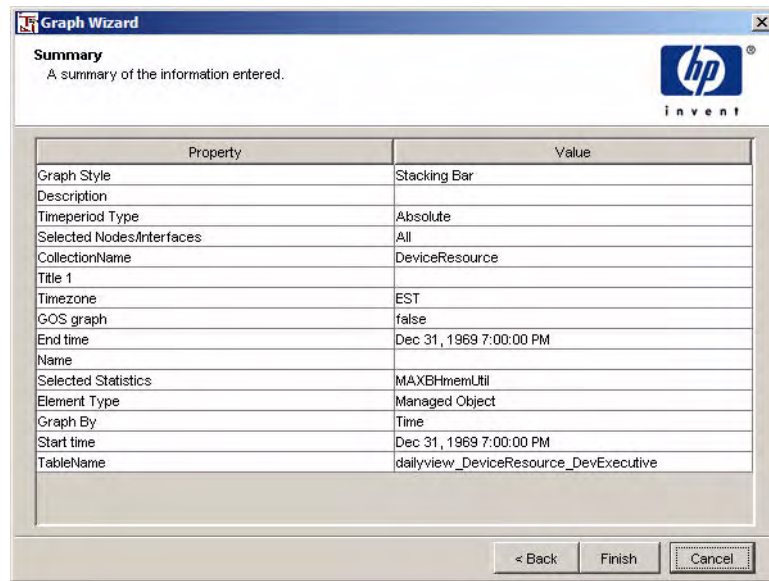 Graph Wizard
Summary
A summary of the information entered.
hp
®
invent
Property Value
Graph Style Stacking Bar
Description
Timeperiod Type Absolute
Selected Nodes/Interfaces All
CollectionName DeviceResource
Title 1
Timezone EST
GOS graph false
End time Dec 31, 1969 7:00:00 PM
Name
Selected Statistics MAXBHmemUtil
Element Type Managed Object
Graph By Time
Start time Dec 31, 1969 7:00:00 PM
TableName dailyview_DeviceResource_DevExecutive
< Back Finish Cancel